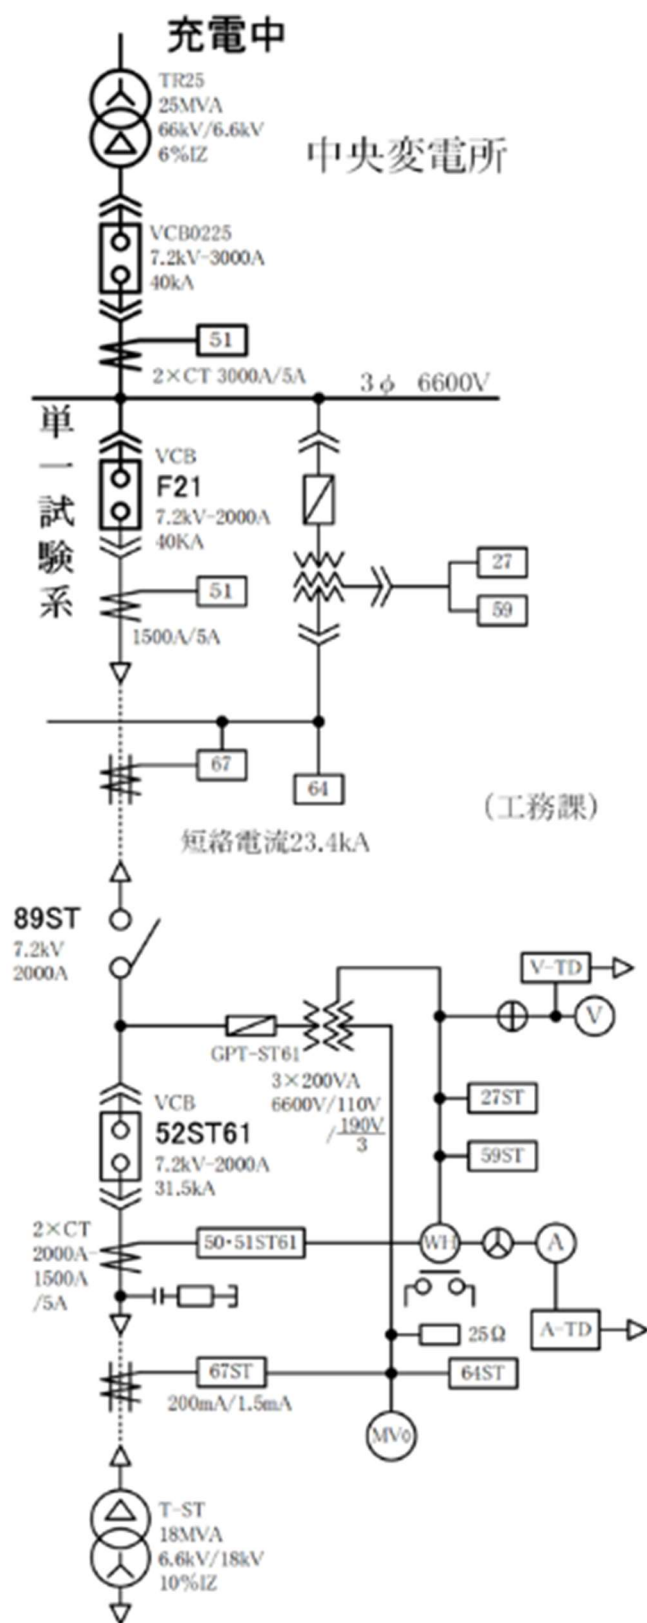 充電中
TR25
25MVA
66kV/6.6kV
6%IZ
中央変電所
VCB0225
7.2kV-3000A
40kA
51
2×CT 3000A/5A
3φ 6600V
単一試験系
VCB
F21
7.2kV-2000A
40KA
51
1500A/5A
27
59
67
64
短絡電流23.4kA
(工務課)
89ST
7.2kV
2000A
V-TD
V
GPT-ST61
3×200VA
6600V/110V
/190V
3
27ST
59ST
VCB
52ST61
7.2kV-2000A
31.5kA
2×CT
2000A-
1500A
/5A
50・51ST61
WH
A
25Ω
A-TD
67ST
64ST
200mA/1.5mA
MV0
T-ST
18MVA
6.6kV/18kV
10%IZ